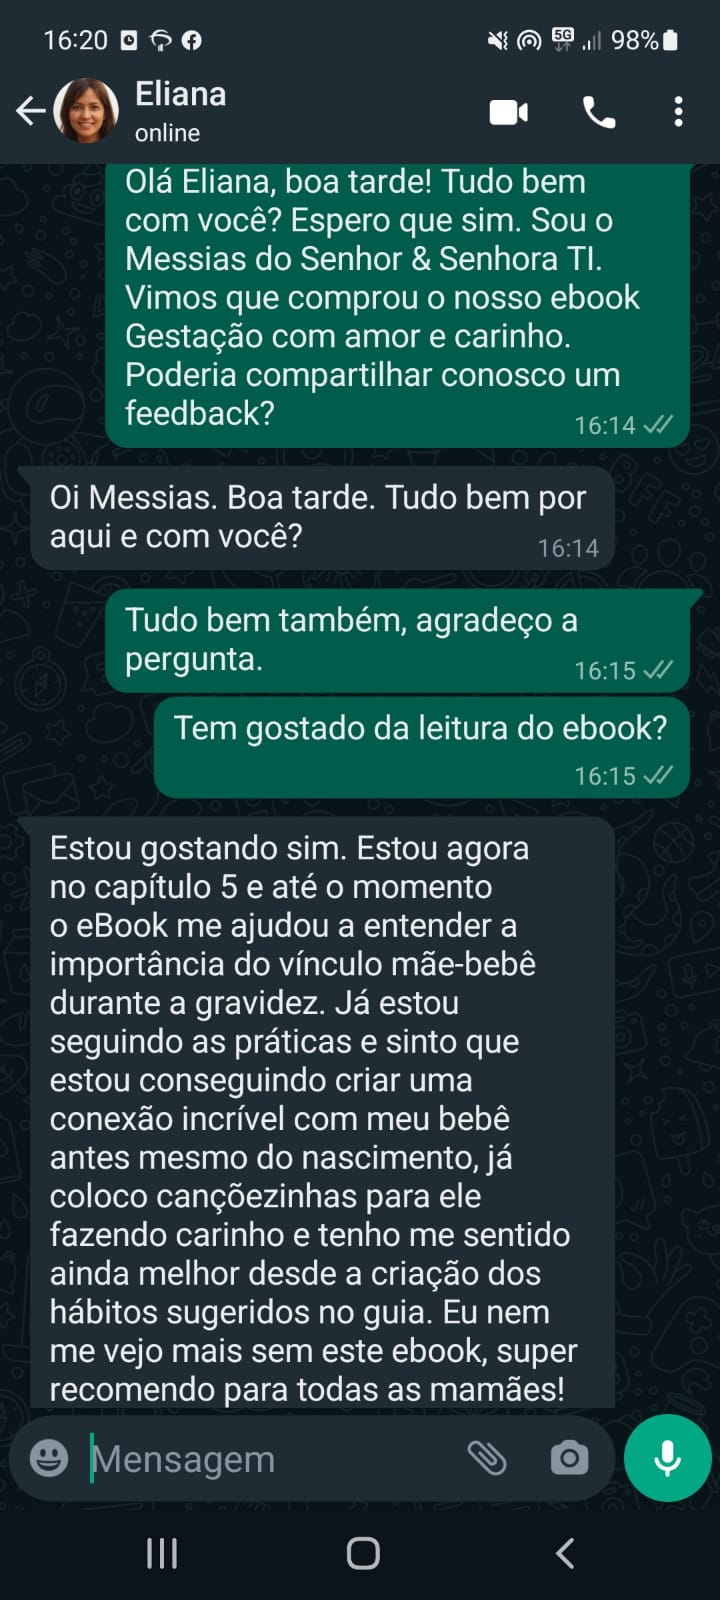 16:20
5G
98%
Eliana
online
Olá Eliana, boa tarde! Tudo bem
com você? Espero que sim. Sou o
Messias do Senhor & Senhora TI.
Vimos que comprou o nosso ebook
Gestação com amor e carinho.
Poderia compartilhar conosco um
feedback?
16:14
Oi Messias. Boa tarde. Tudo bem por
aqui e com você?
16:14
Tudo bem também, agradeço a
pergunta.
16:15
Tem gostado da leitura do ebook?
16:15
Estou gostando sim. Estou agora
no capítulo 5 e até o momento
o eBook me ajudou a entender a
importância do vínculo mãe-bebê
durante a gravidez. Já estou
seguindo as práticas e sinto que
estou conseguindo criar uma
conexão incrível com meu bebê
antes mesmo do nascimento, já
coloco cançõezinhas para ele
fazendo carinho e tenho me sentido
ainda melhor desde a criação dos
hábitos sugeridos no guia. Eu nem
me vejo mais sem este ebook, super
recomendo para todas as mamães!
Mensagem